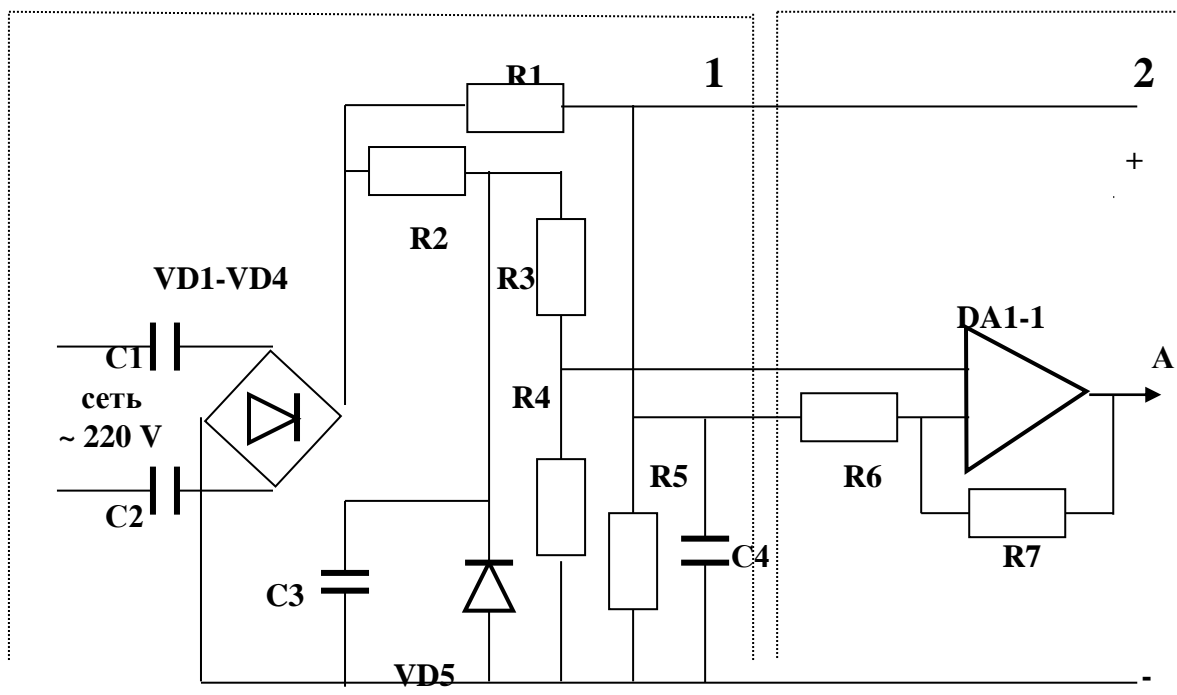 R1
1
2
+
R2
VD1-VD4
R3
DA1-1
C1
A
сеть
R4
~ 220 V
R5
R6
C2
C4
R7
C3
VD5
-